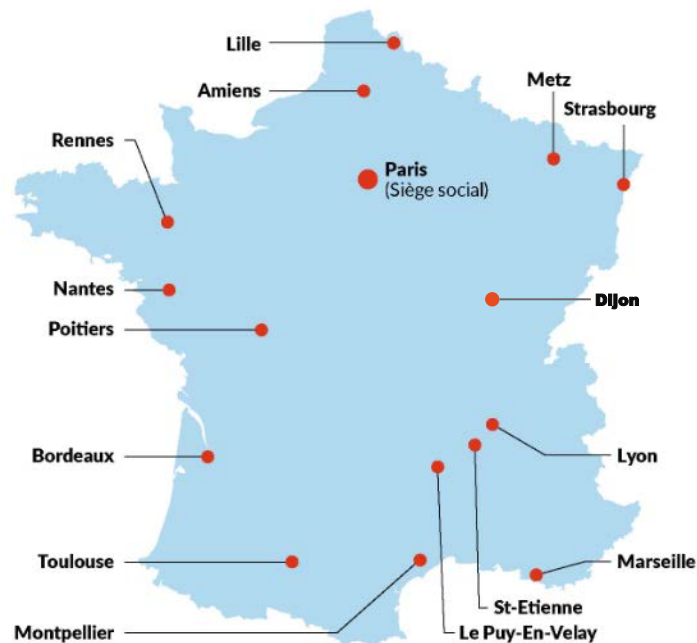 Lille
Metz
Amiens
Strasbourg
Rennes
Paris
(Siège social)
Nantes
Dijon
Poitiers
Bordeaux
Lyon
Toulouse
Marseille
St-Etienne
Montpellier
Le Puy-En-Velay